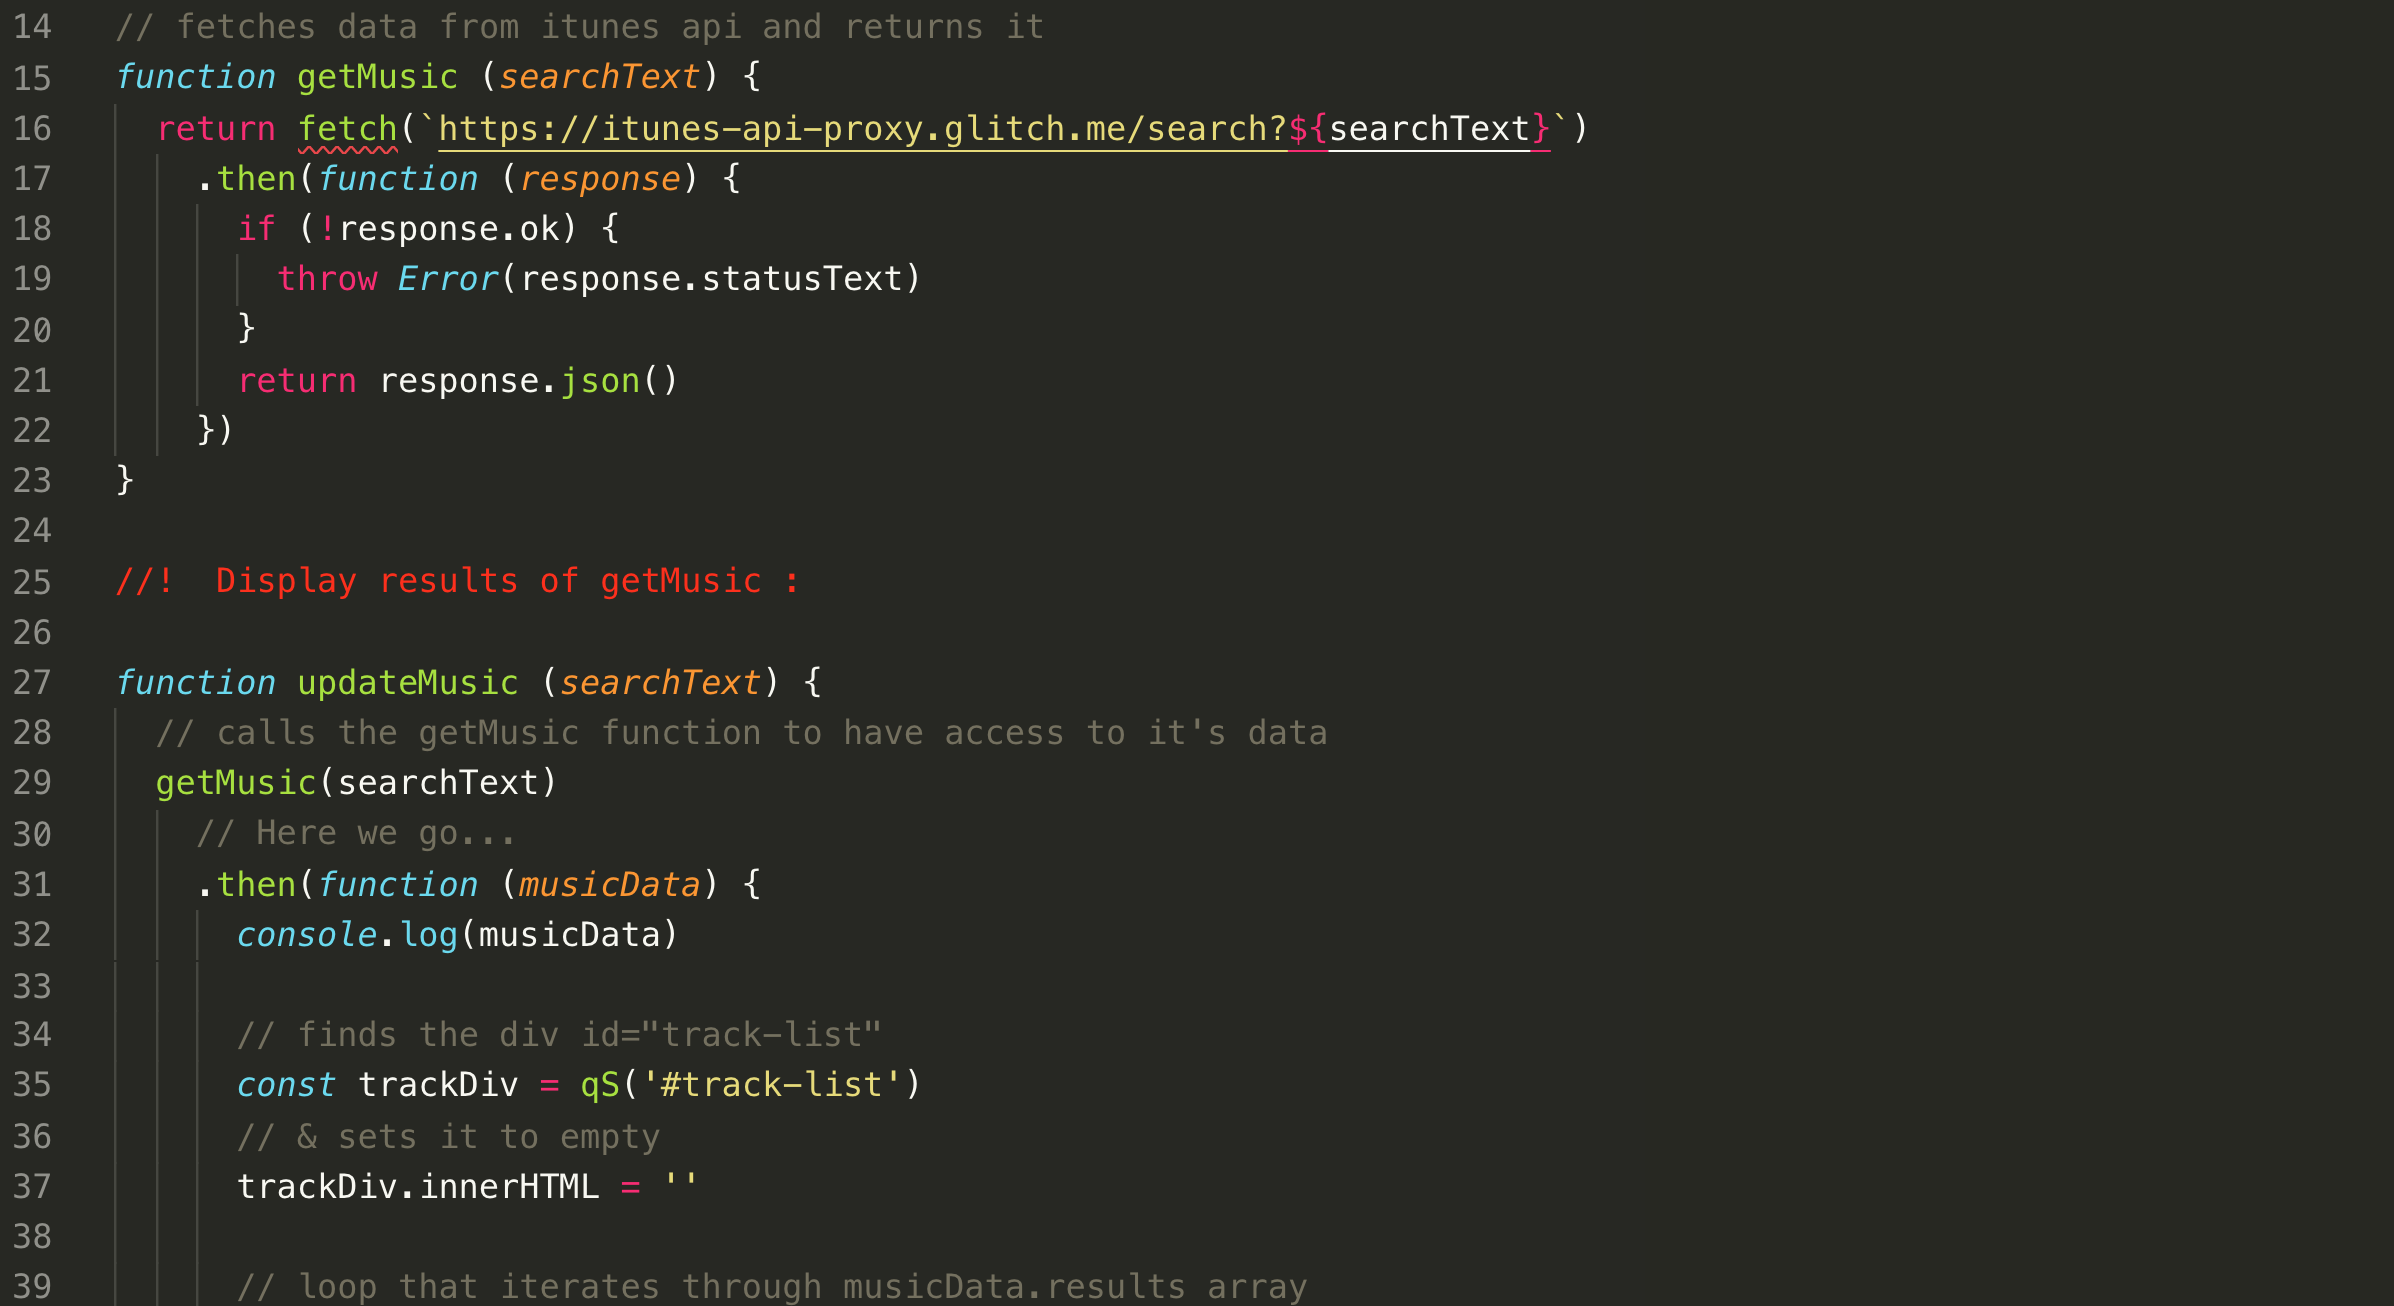 14 // fetches data from itunes api and returns it
15 function getMusic (searchText) {
16   return fetch(`https://itunes-api-proxy.glitch.me/search?${searchText}`)
17     .then(function (response) {
18       if (!response.ok) {
19         throw Error(response.statusText)
20       }
21       return response.json()
22     })
23 }
24
25 //!  Display results of getMusic :
26
27 function updateMusic (searchText) {
28   // calls the getMusic function to have access to it's data
29   getMusic(searchText)
30     // Here we go...
31     .then(function (musicData) {
32       console.log(musicData)
33
34       // finds the div id="track-list"
35       const trackDiv = qS('#track-list')
36       // & sets it to empty
37       trackDiv.innerHTML = ''
38
39       // loop that iterates through musicData.results array